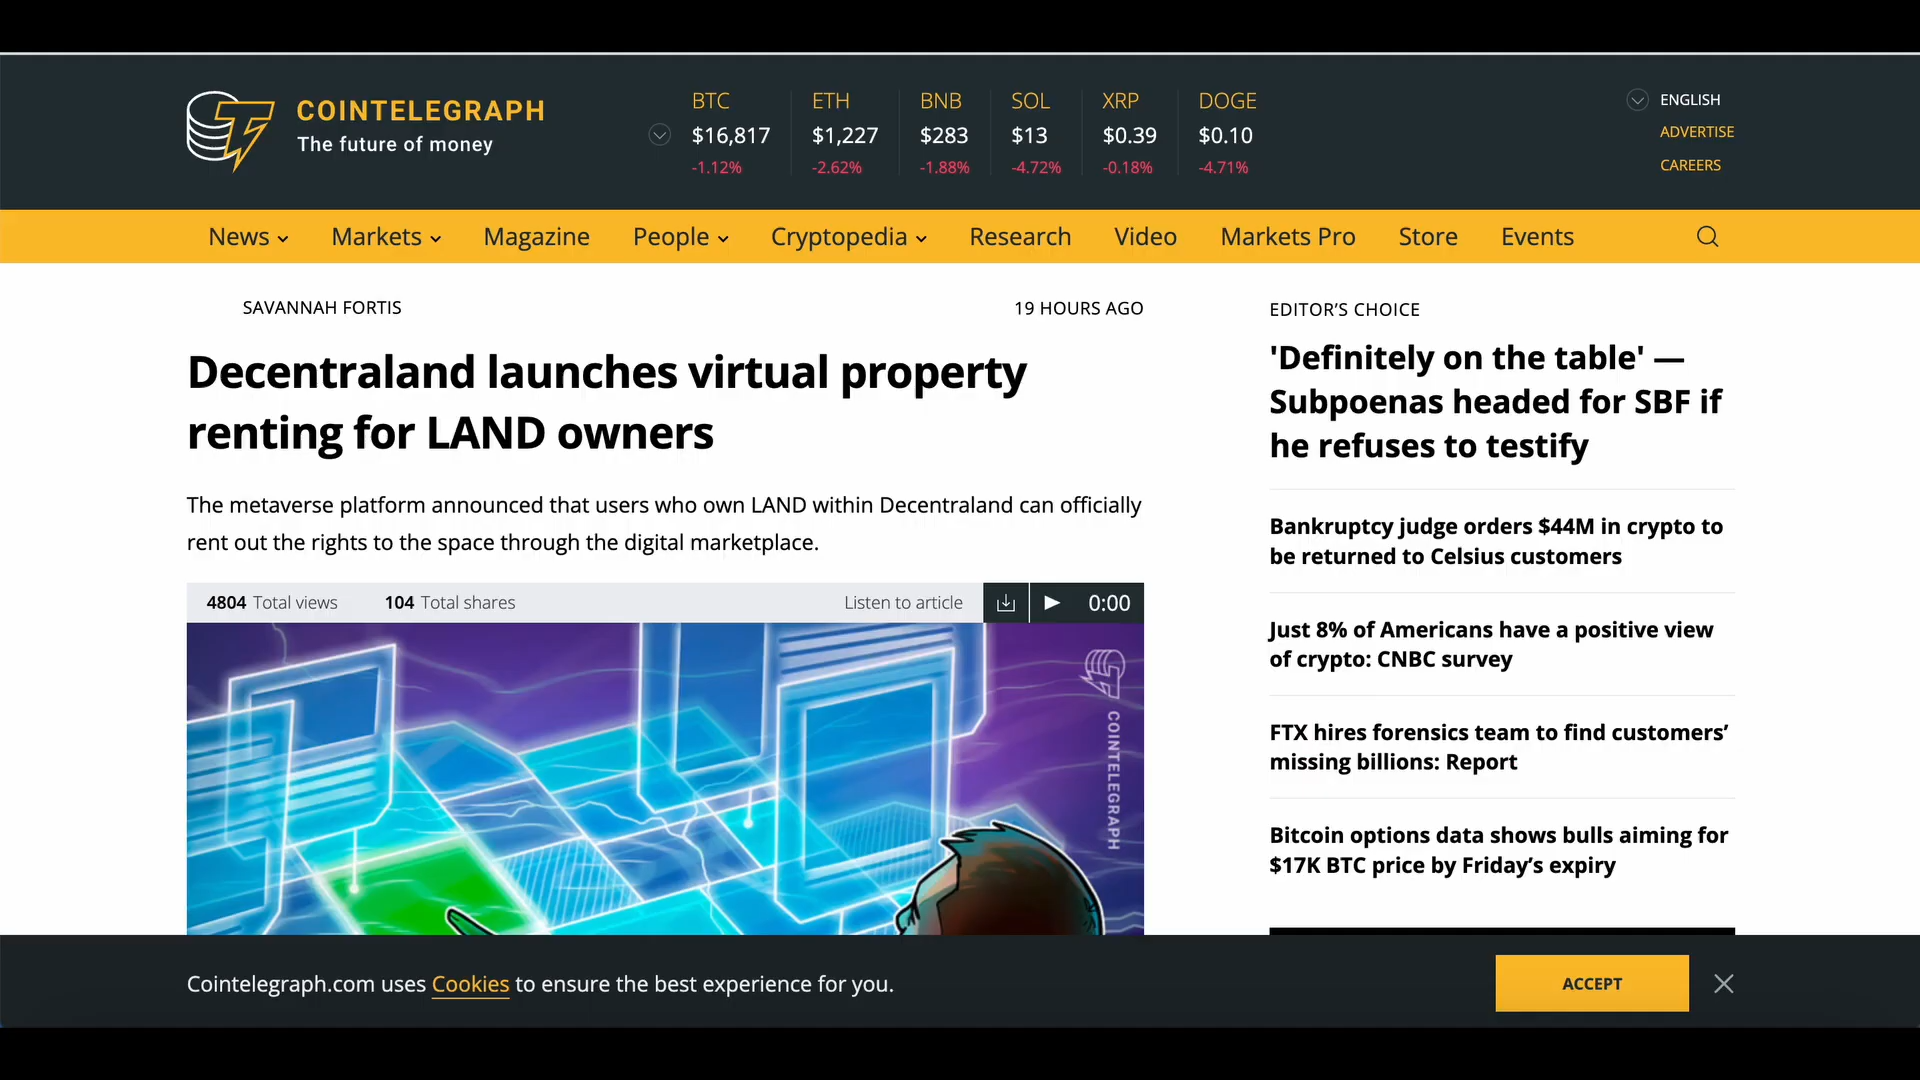 COINTELEGRAPH
The future of money
BTC
$16,817
-1.12%
ETH
$1,227
-2.62%
BNB
$283
-1.88%
SOL
$13
-4.72%
XRP
$0.39
-0.18%
DOGE
$0.10
-4.71%
ENGLISH
ADVERTISE
CAREERS
News
Markets
Magazine
People
Cryptopedia
Research
Video
Markets Pro
Store
Events
SAVANNAH FORTIS
19 HOURS AGO
Decentraland launches virtual property
renting for LAND owners
The metaverse platform announced that users who own LAND within Decentraland can officially
rent out the rights to the space through the digital marketplace.
4804 Total views
104 Total shares
Listen to article
0:00
COINTELEGRAPH
EDITOR’S CHOICE
'Definitely on the table' —
Subpoenas headed for SBF if
he refuses to testify
Bankruptcy judge orders $44M in crypto to
be returned to Celsius customers
Just 8% of Americans have a positive view
of crypto: CNBC survey
FTX hires forensics team to find customers’
missing billions: Report
Bitcoin options data shows bulls aiming for
$17K BTC price by Friday’s expiry
Cointelegraph.com uses Cookies to ensure the best experience for you.
ACCEPT